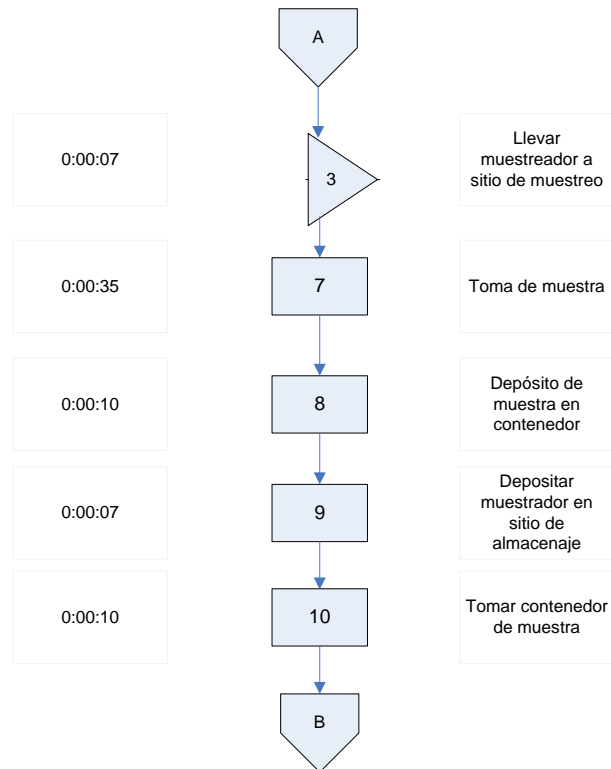 A
0:00:07
3
Llevar
muestreador a
sitio de muestreo
0:00:35
7
Toma de muestra
0:00:10
8
Depósito de
muestra en
contenedor
0:00:07
9
Depositar
muestrador en
sitio de
almacenaje
0:00:10
10
Tomar contenedor
de muestra
B